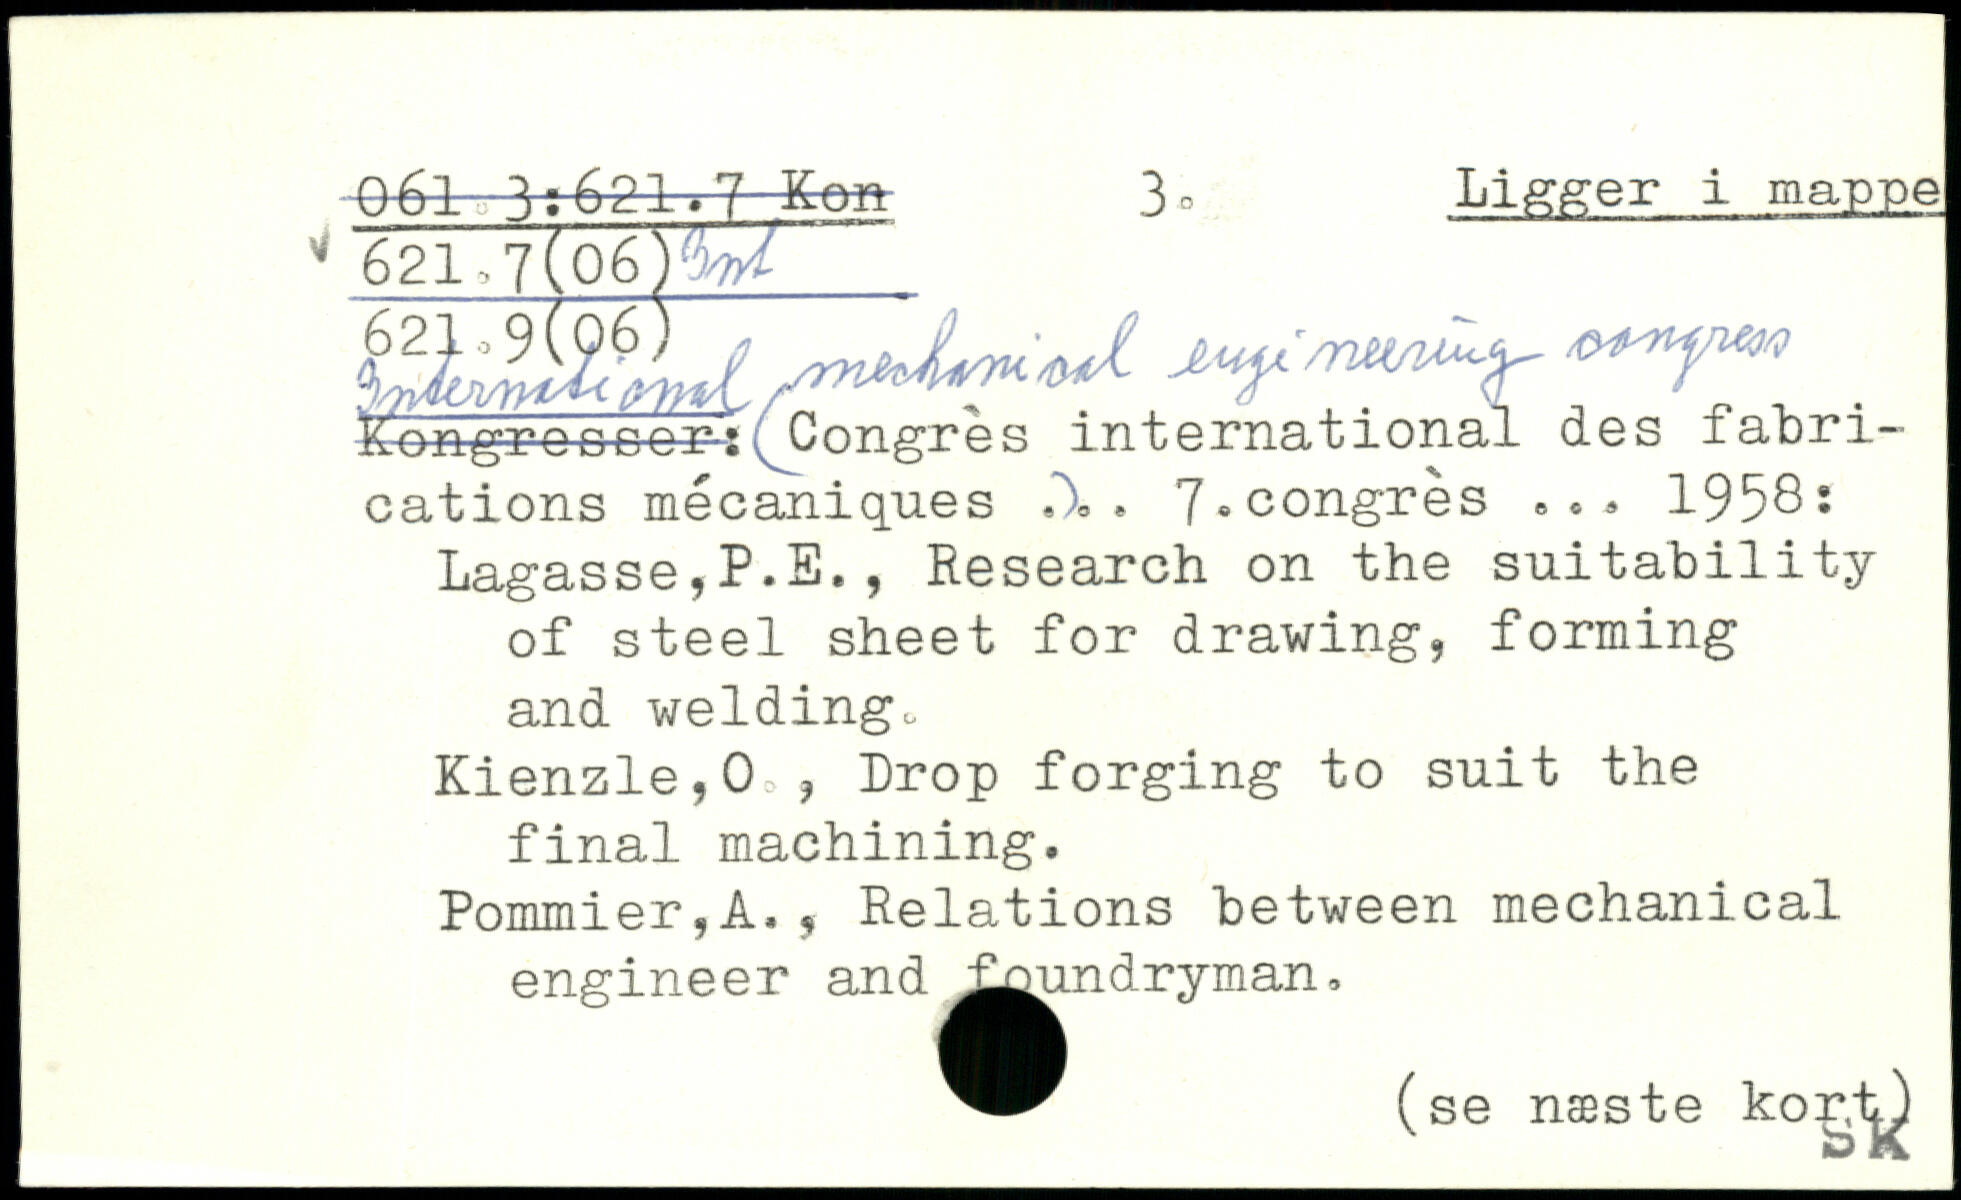 061.3:621.7 Kon 3. Ligger i mappe
621.7(06) Int
621.9(06)
International mechanical engineering congress
Kongresser: (Congrès international des fabri-
cations mécaniques .).. 7.congrès ... 1958:
Lagasse,P.E., Research on the suitability
of steel sheet for drawing, forming
and welding.
Kienzle,O., Drop forging to suit the
final machining.
Pommier,A., Relations between mechanical
engineer and foundryman.
(se næste kort)
SK